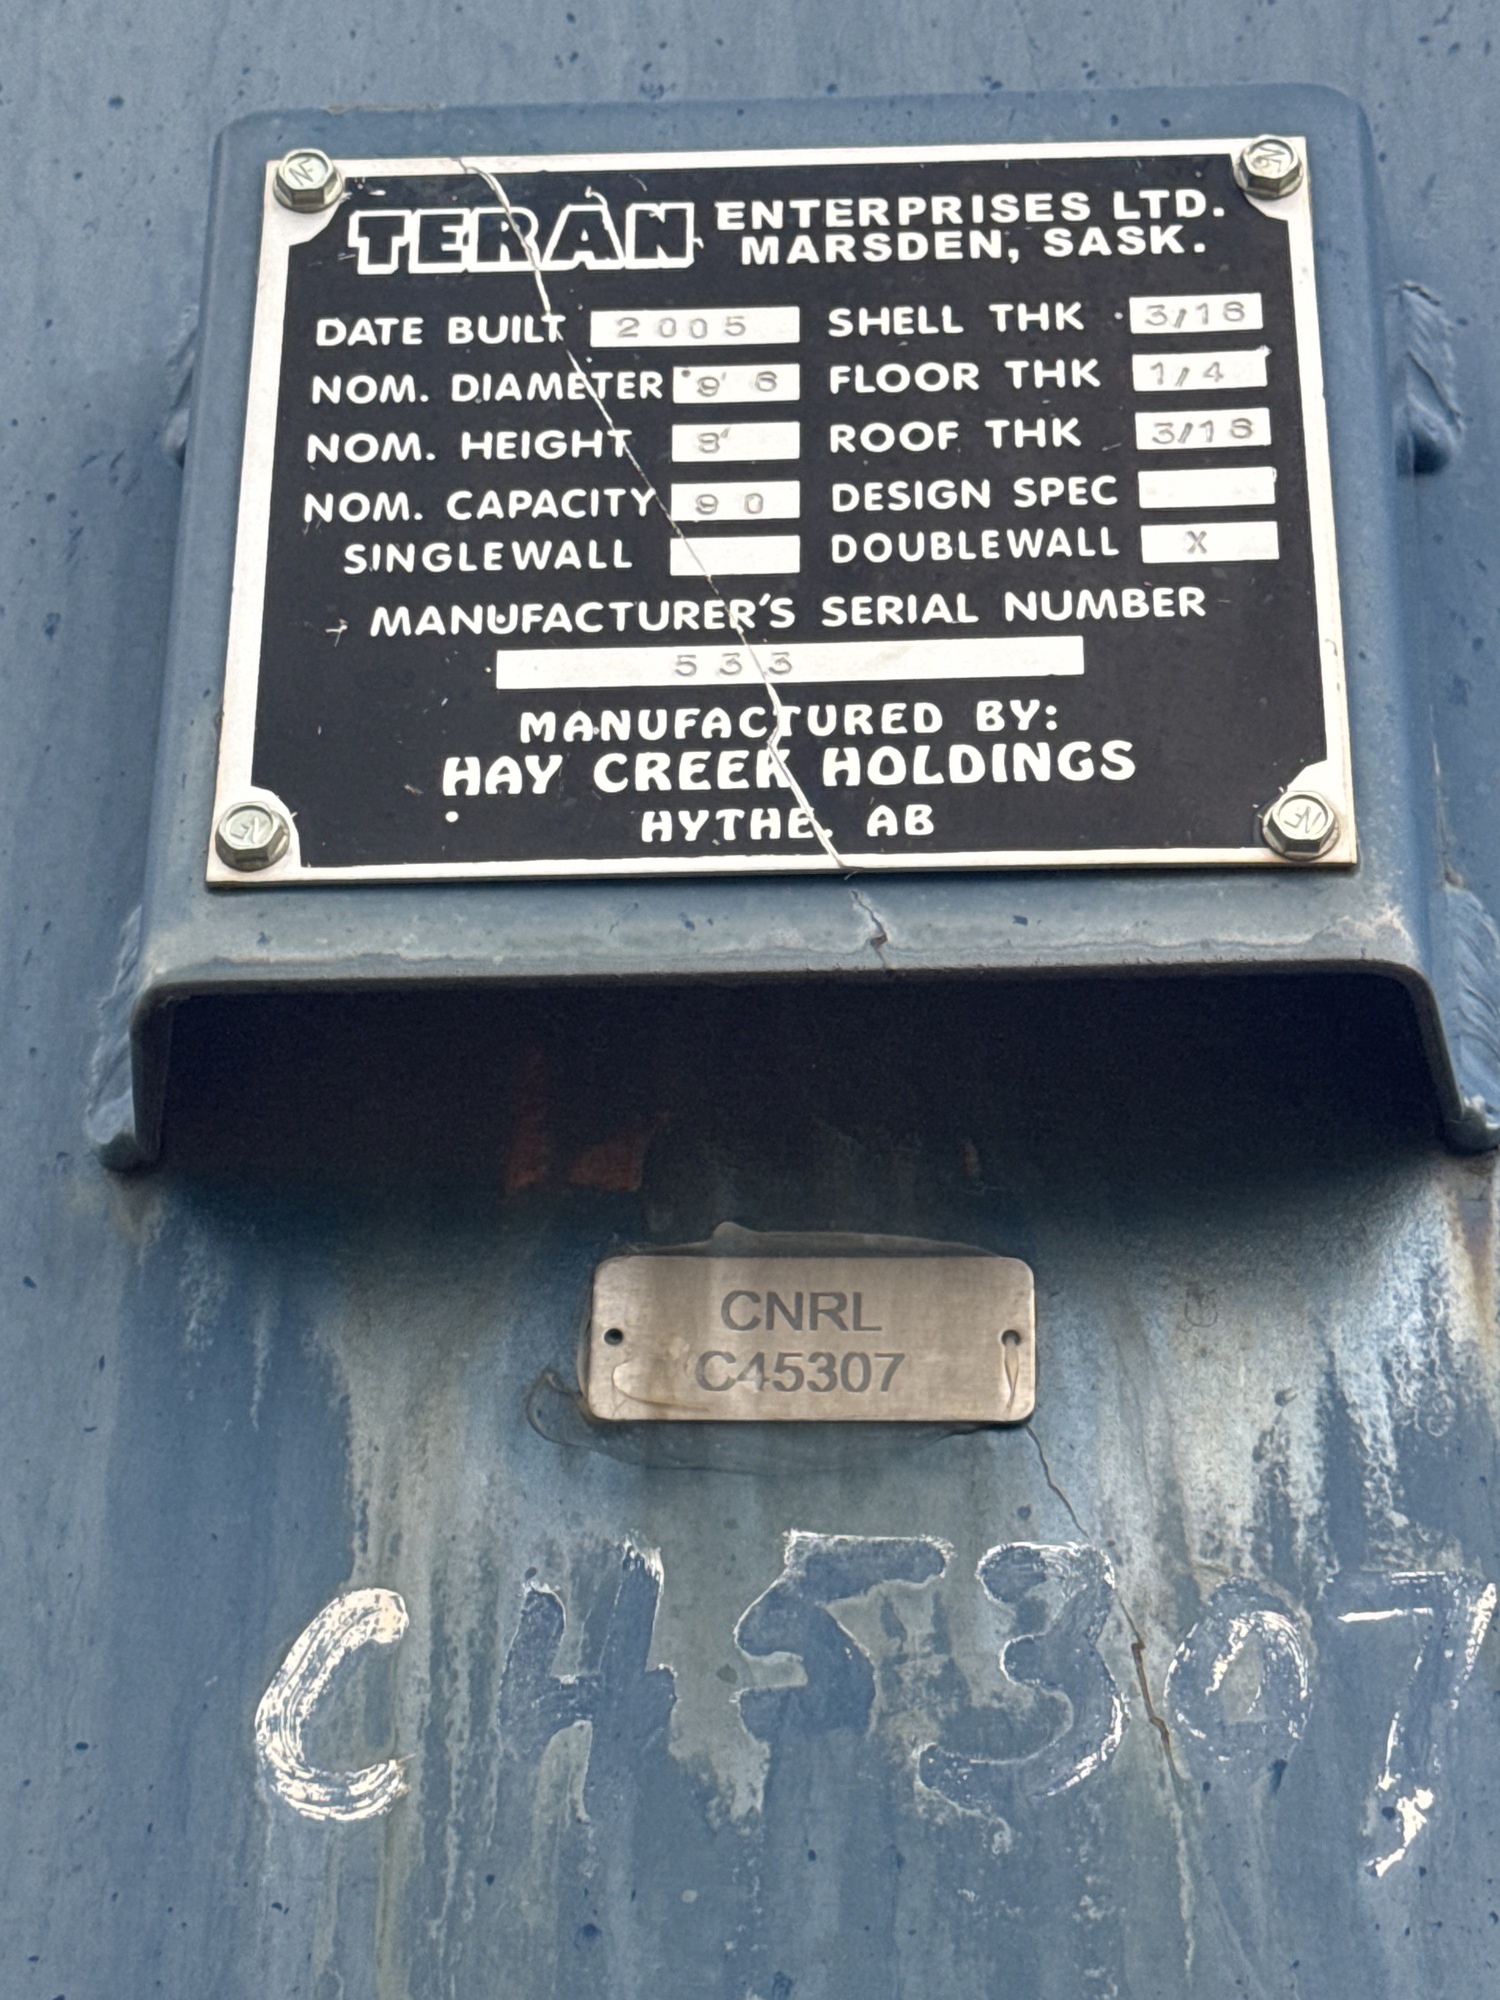 TERAN ENTERPRISES LTD.
MARSDEN, SASK.
DATE BUILT 2005 SHELL THK 3/16
NOM. DIAMETER 9' 6 FLOOR THK 1/4
NOM. HEIGHT 8' ROOF THK 3/16
NOM. CAPACITY 90 DESIGN SPEC
SINGLEWALL DOUBLEWALL X
MANUFACTURER'S SERIAL NUMBER
533
MANUFACTURED BY:
HAY CREEK HOLDINGS
HYTHE, AB
CNRL
C45307
C45307